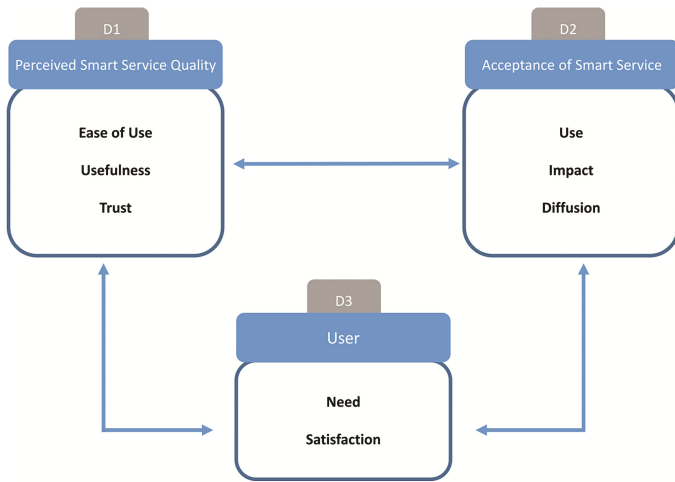 D1
Perceived Smart Service Quality
Ease of Use
Usefulness
Trust
D2
Acceptance of Smart Service
Use
Impact
Diffusion
D3
User
Need
Satisfaction